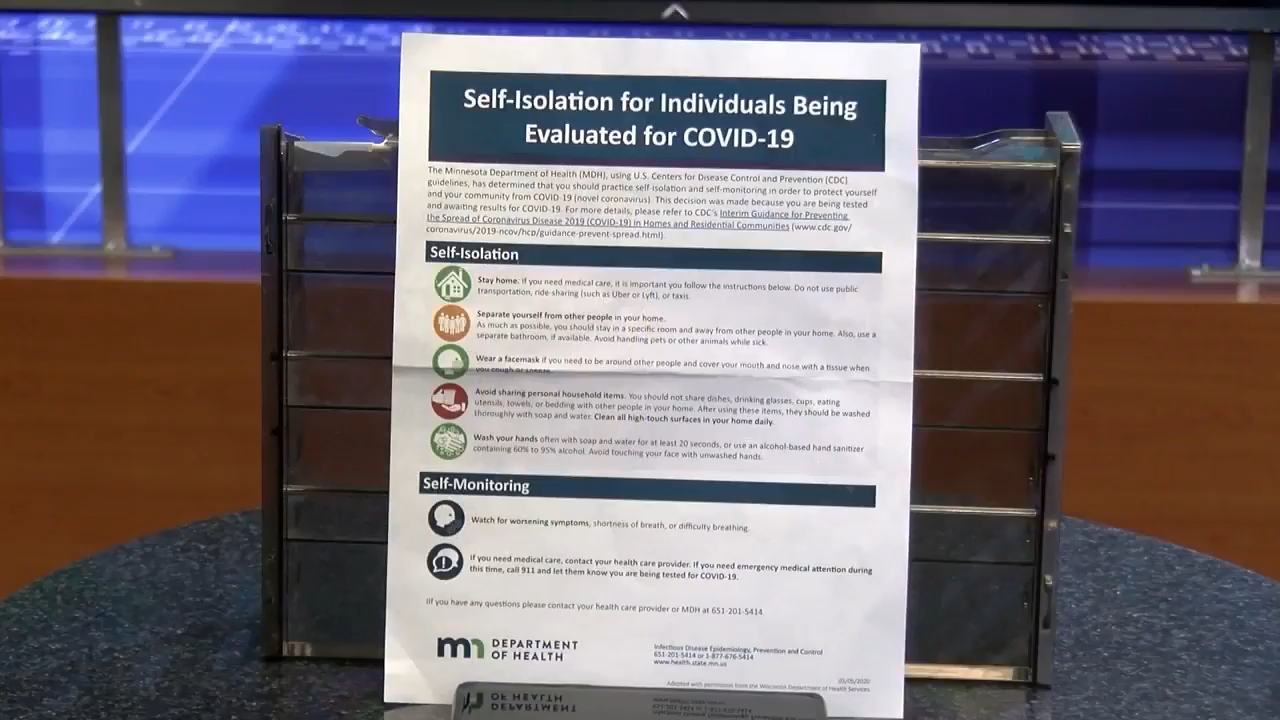 Self-Isolation for Individuals Being
Evaluated for COVID-19
The Minnesota Department of Health (MDH), using U.S. Centers for Disease Control and Prevention (CDC)
guidelines, has determined that you should practice self-isolation and self-monitoring in order to protect yourself
and your community from COVID-19 (novel coronavirus). This decision was made because you are being tested
and awaiting results for COVID-19. For more details, please refer to CDC's Interim Guidance for Preventing
the Spread of Coronavirus Disease 2019 (COVID-19) in Homes and Residential Communities (www.cdc.gov/
coronavirus/2019-ncov/hcp/guidance-prevent-spread.html).
Self-Isolation
Stay home. If you need medical care, it is important you follow the instructions below. Do not use public
transportation, ride-sharing (such as Uber or Lyft), or taxis.
Separate yourself from other people in your home.
As much as possible, you should stay in a specific room and away from other people in your home. Also, use a
separate bathroom, if available. Avoid handling pets or other animals while sick.
Wear a facemask if you need to be around other people and cover your mouth and nose with a tissue when
you cough or sneeze.
Avoid sharing personal household items. You should not share dishes, drinking glasses, cups, eating
utensils, towels, or bedding with other people in your home. After using these items, they should be washed
thoroughly with soap and water. Clean all high-touch surfaces in your home daily.
Wash your hands often with soap and water for at least 20 seconds, or use an alcohol-based hand sanitizer
containing 60% to 95% alcohol. Avoid touching your face with unwashed hands.
Self-Monitoring
Watch for worsening symptoms, shortness of breath, or difficulty breathing.
If you need medical care, contact your health care provider. If you need emergency medical attention during
this time, call 911 and let them know you are being tested for COVID-19.
(If you have any questions please contact your health care provider or MDH at 651-201-5414
mn DEPARTMENT
OF HEALTH
Infectious Disease Epidemiology, Prevention and Control
651-201-5414 or 1-877-676-5414
www.health.state.mn.us
03/05/2020
Adapted with permission from the Wisconsin Department of Health Services